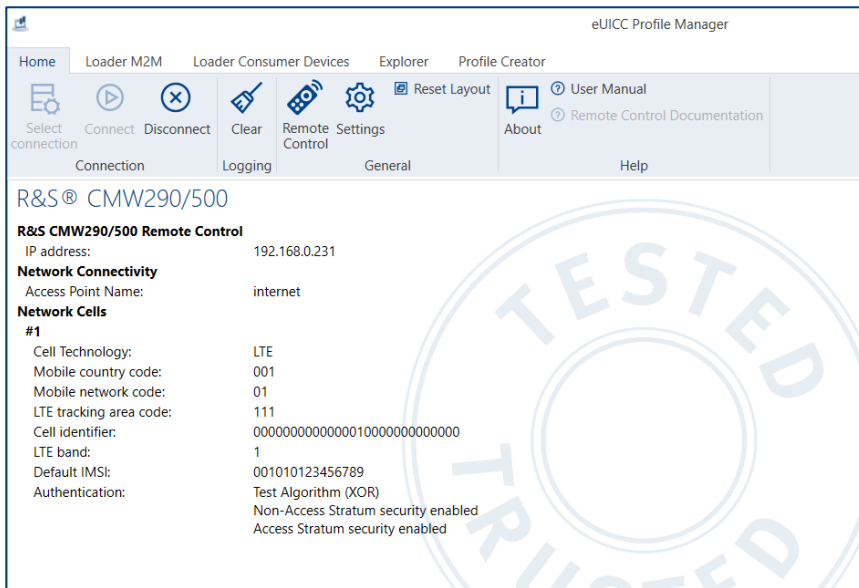 eUICC Profile Manager
Home Loader M2M Loader Consumer Devices Explorer Profile Creator
Select connection Connect Disconnect Clear Remote Control Settings Reset Layout About User Manual
Remote Control Documentation
Connection Logging General Help
R&S® CMW290/500
R&S CMW290/500 Remote Control
IP address: 192.168.0.231
Network Connectivity
Access Point Name: internet
Network Cells
#1
Cell Technology: LTE
Mobile country code: 001
Mobile network code: 01
LTE tracking area code: 111
Cell identifier: 0000000000000010000000000000
LTE band: 1
Default IMSI: 001010123456789
Authentication: Test Algorithm (XOR)
Non-Access Stratum security enabled
Access Stratum security enabled
TESTED
TRUSTED